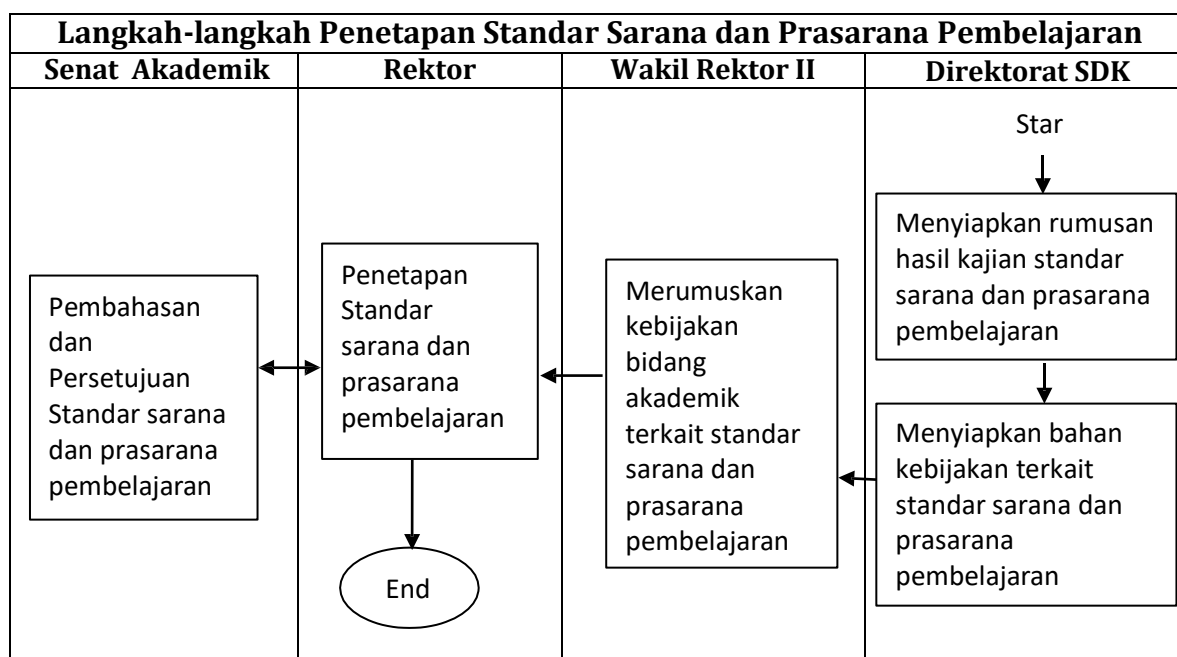 Langkah-langkah Penetapan Standar Sarana dan Prasarana Pembelajaran
Senat Akademik
Rektor
Wakil Rektor II
Direktorat SDK
Star
Menyiapkan rumusan
hasil kajian standar
sarana dan prasarana
pembelajaran
Menyiapkan bahan
kebijakan terkait
standar sarana dan
prasarana
pembelajaran
Merumuskan
kebijakan
bidang
akademik
terkait standar
sarana dan
prasarana
pembelajaran
Penetapan
Standar
sarana dan
prasarana
pembelajaran
Pembahasan
dan
Persetujuan
Standar sarana
dan prasarana
pembelajaran
End